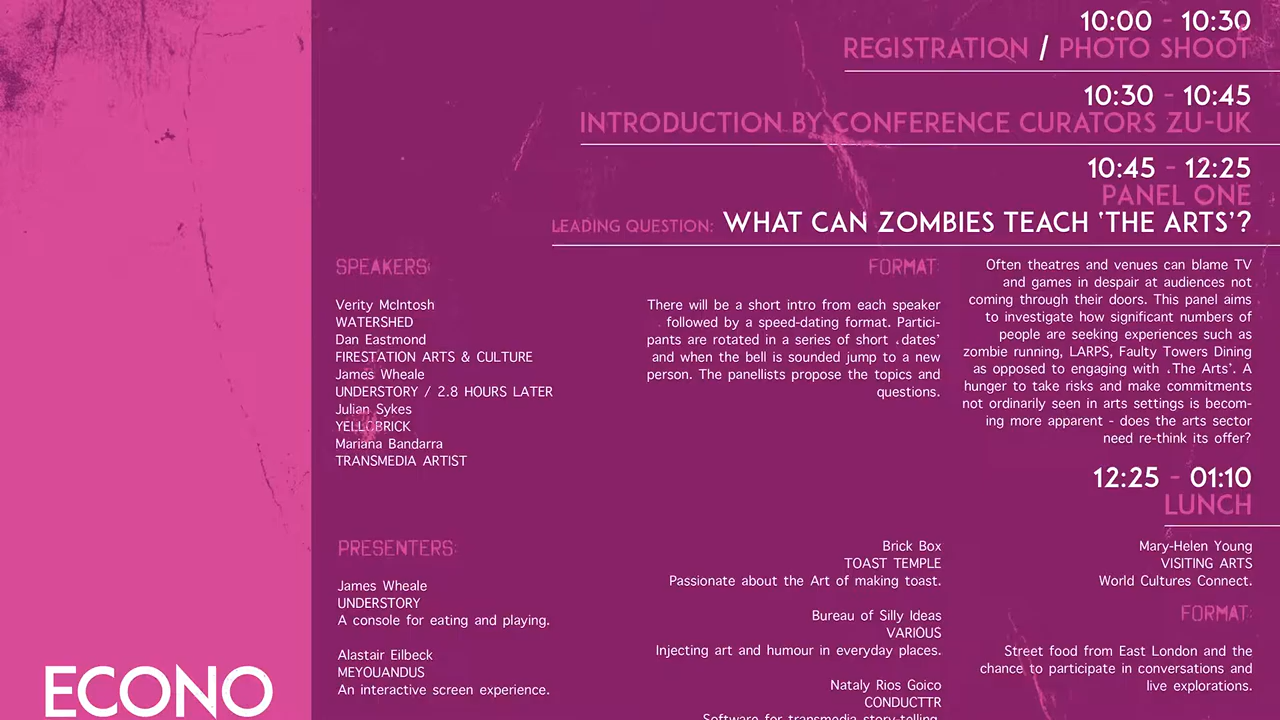 10:00 - 10:30
REGISTRATION / PHOTO SHOOT
10:30 - 10:45
INTRODUCTION BY CONFERENCE CURATORS ZU-UK
10:45 - 12:25
PANEL ONE
LEADING QUESTION: WHAT CAN ZOMBIES TEACH 'THE ARTS'?
SPEAKERS:
Verity McIntosh
WATERSHED
Dan Eastmond
FIRESTATION ARTS & CULTURE
James Wheale
UNDERSTORY / 2.8 HOURS LATER
Julian Sykes
YELLOBRICK
Mariana Bandarra
TRANSMEDIA ARTIST
FORMAT:
There will be a short intro from each speaker
followed by a speed-dating format. Partici-
pants are rotated in a series of short ‚dates'
and when the bell is sounded jump to a new
person. The panellists propose the topics and
questions.
Often theatres and venues can blame TV
and games in despair at audiences not
coming through their doors. This panel aims
to investigate how significant numbers of
people are seeking experiences such as
zombie running, LARPS, Faulty Towers Dining
as opposed to engaging with ‚The Arts'. A
hunger to take risks and make commitments
not ordinarily seen in arts settings is becom-
ing more apparent - does the arts sector
need re-think its offer?
12:25 - 01:10
LUNCH
PRESENTERS:
James Wheale
UNDERSTORY
A console for eating and playing.
Alastair Eilbeck
MEYOUANDUS
An interactive screen experience.
Brick Box
TOAST TEMPLE
Passionate about the Art of making toast.
Bureau of Silly Ideas
VARIOUS
Injecting art and humour in everyday places.
Nataly Rios Goico
CONDUCTTR
Software for transmedia story-telling.
Mary-Helen Young
VISITING ARTS
World Cultures Connect.
FORMAT:
Street food from East London and the
chance to participate in conversations and
live explorations.
ECONO